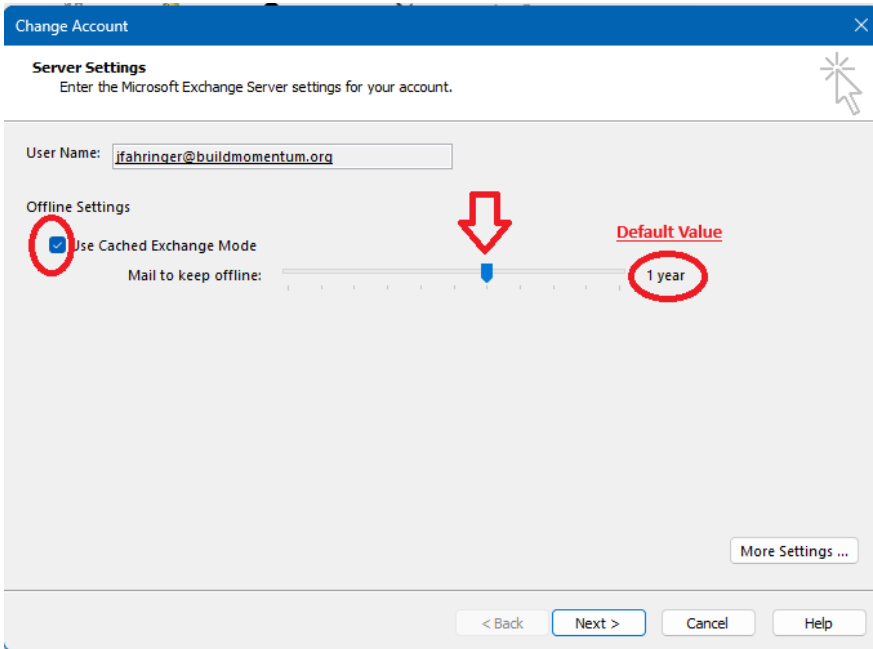 Change Account
Server Settings
Enter the Microsoft Exchange Server settings for your account.
User Name: jfahringer@buildmomentum.org
Offline Settings
Use Cached Exchange Mode
Default Value
Mail to keep offline: 1 year
More Settings ...
< Back Next > Cancel Help